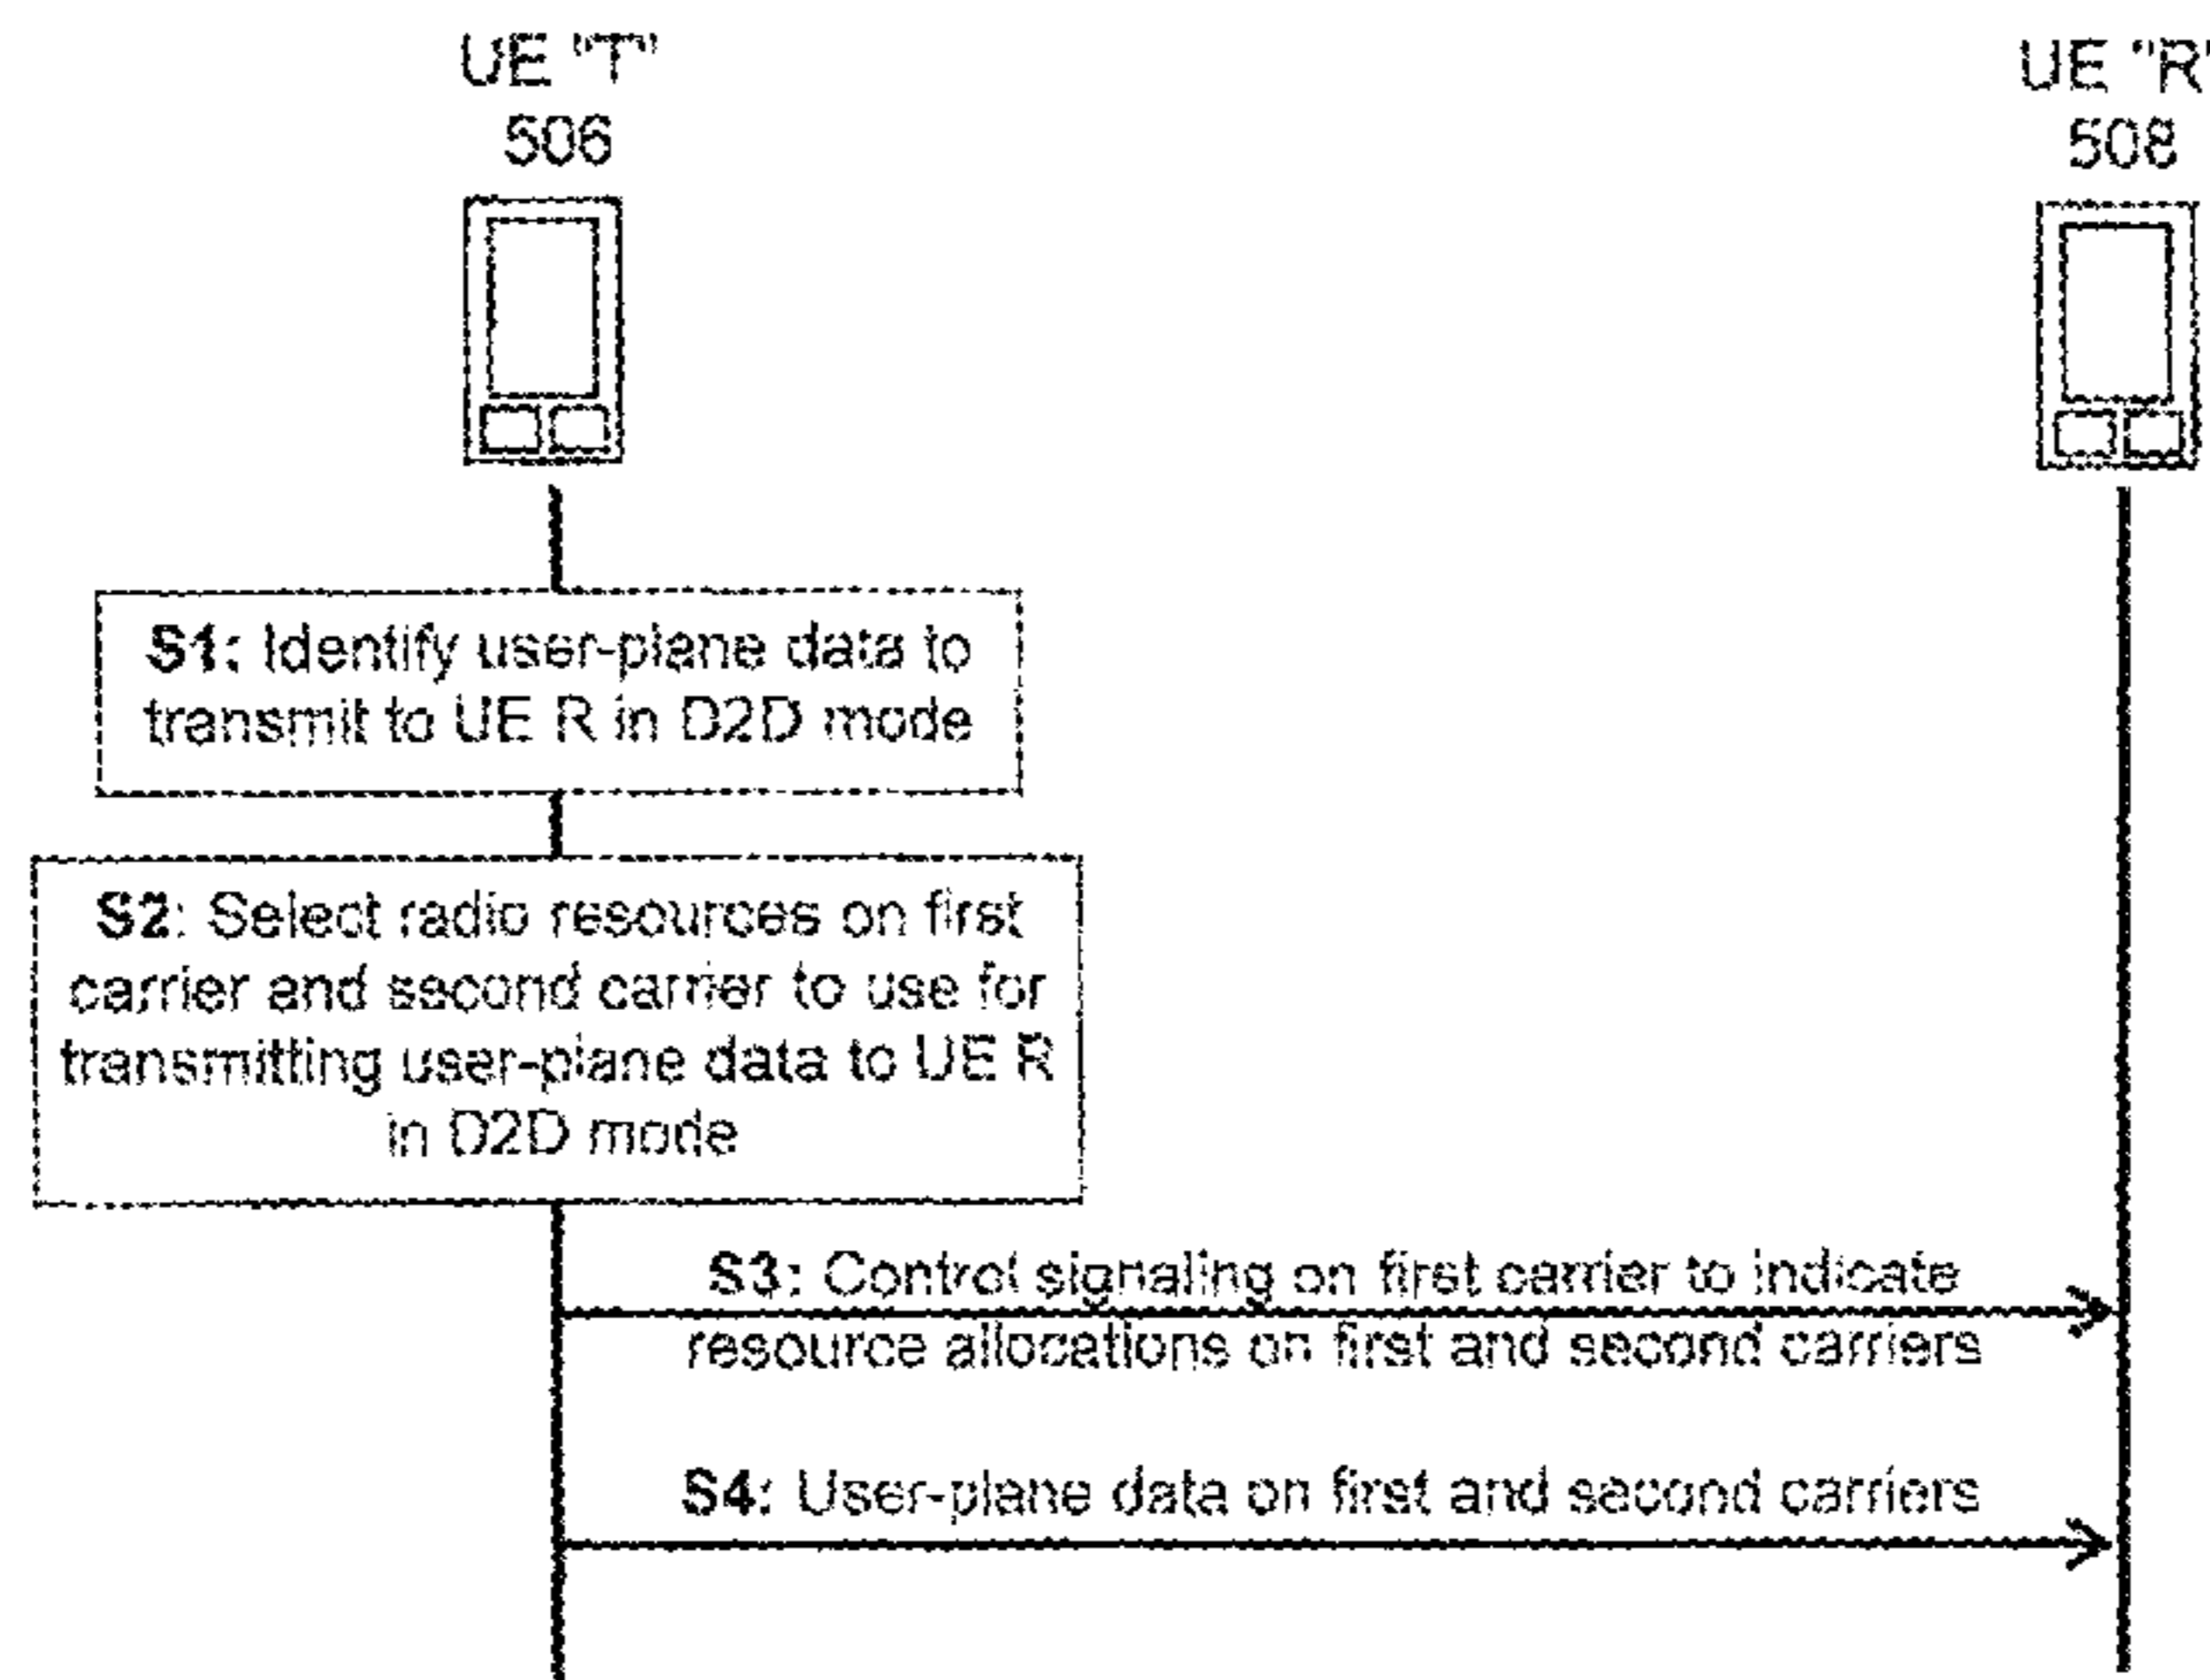 UE "T"
506
UE "R"
508
S1: Identify user-plane data to
transmit to UE R in D2D mode
S2: Select radio resources on first
carrier and second carrier to use for
transmitting user-plane data to UE R
in D2D mode
S3: Control signaling on first carrier to indicate
resource allocations on first and second carriers
S4: User-plane data on first and second carriers